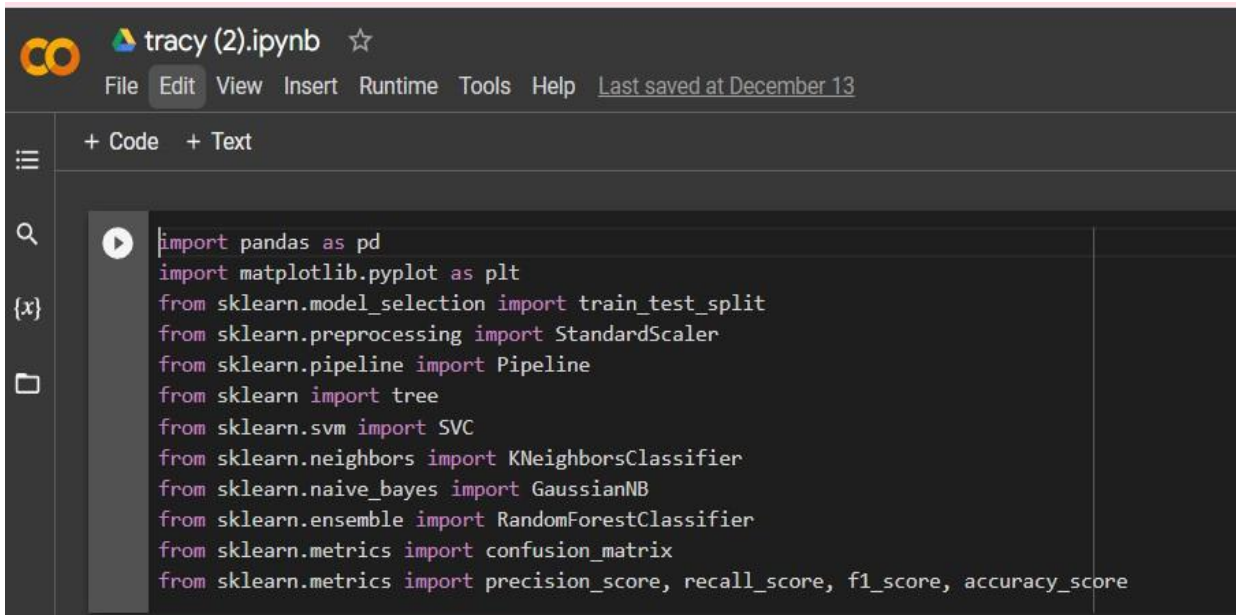 CO
tracy (2).ipynb
File Edit View Insert Runtime Tools Help Last saved at December 13
+ Code + Text
import pandas as pd
import matplotlib.pyplot as plt
from sklearn.model_selection import train_test_split
from sklearn.preprocessing import StandardScaler
from sklearn.pipeline import Pipeline
from sklearn import tree
from sklearn.svm import SVC
from sklearn.neighbors import KNeighborsClassifier
from sklearn.naive_bayes import GaussianNB
from sklearn.ensemble import RandomForestClassifier
from sklearn.metrics import confusion_matrix
from sklearn.metrics import precision_score, recall_score, f1_score, accuracy_score
{x}